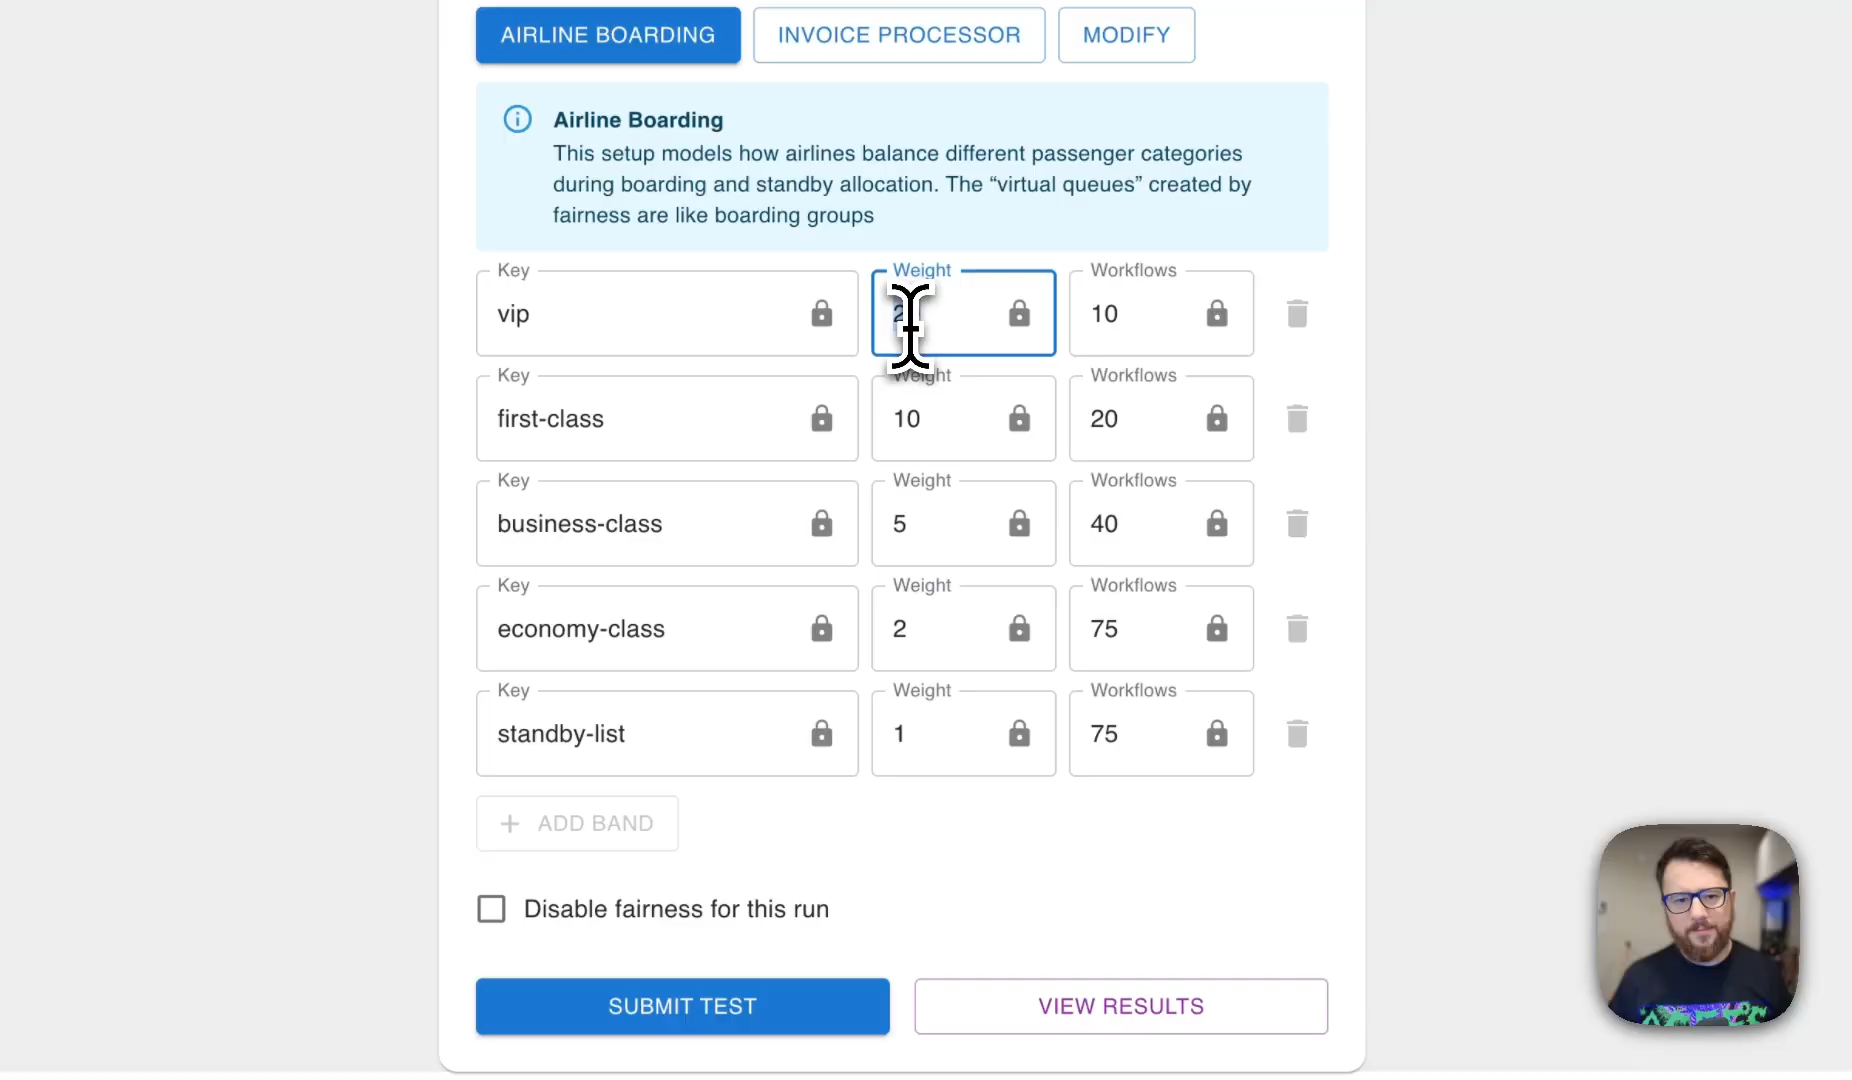 AIRLINE BOARDING
INVOICE PROCESSOR
MODIFY
Airline Boarding
This setup models how airlines balance different passenger categories
during boarding and standby allocation. The “virtual queues” created by
fairness are like boarding groups
Key
Weight
Workflows
vip
10
Key
Weight
Workflows
first-class
10
20
Key
Weight
Workflows
business-class
5
40
Key
Weight
Workflows
economy-class
2
75
Key
Weight
Workflows
standby-list
1
75
+ ADD BAND
Disable fairness for this run
SUBMIT TEST
VIEW RESULTS